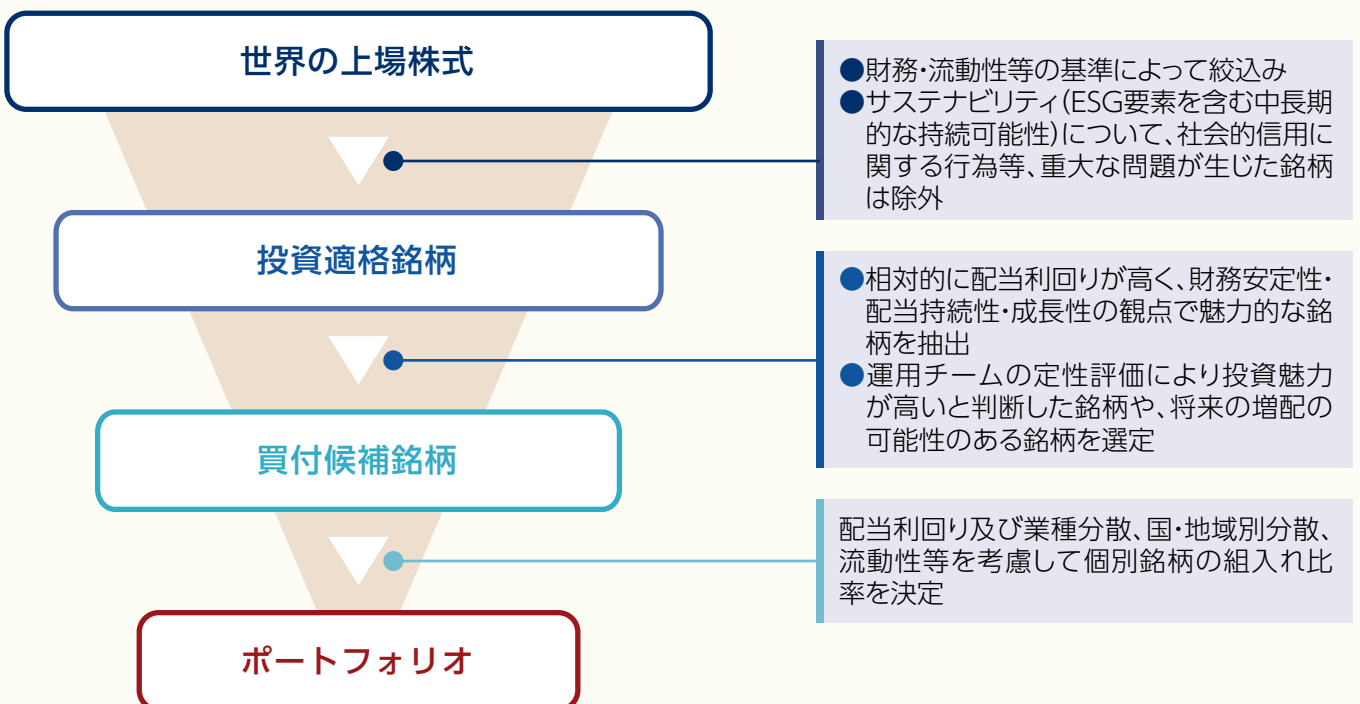 世界の上場株式
●財務・流動性等の基準によって絞込み
●サステナビリティ(ESG要素を含む中長期
的な持続可能性)について、社会的信用に
関する行為等、重大な問題が生じた銘柄
は除外
投資適格銘柄
●相対的に配当利回りが高く、財務安定性・
配当持続性・成長性の観点で魅力的な銘
柄を抽出
●運用チームの定性評価により投資魅力
が高いと判断した銘柄や、将来の増配の
可能性のある銘柄を選定
買付候補銘柄
配当利回り及び業種分散、国・地域別分散、
流動性等を考慮して個別銘柄の組入れ比
率を決定
ポートフォリオ